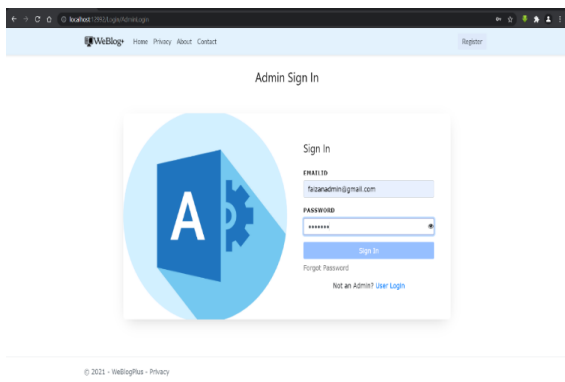 localhost:13992/Login/AdminLogin
WeBlog+ Home Privacy About Contact Register
Admin Sign In
A
Sign In
EMAILID
faizanadmin@gmail.com
PASSWORD
•••••••
Sign In
Forgot Password
Not an Admin? User Login
© 2021 - WeBlogPlus - Privacy